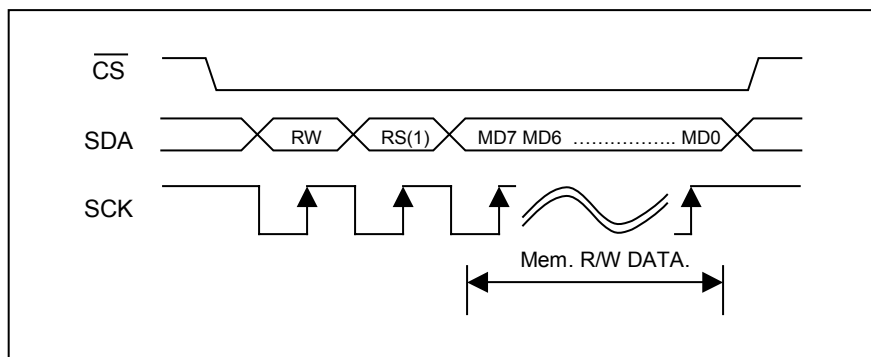 CS
SDA RW RS(1) MD7 MD6 ................. MD0
SCK
Mem. R/W DATA.